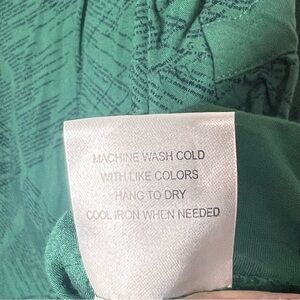 MACHINE WASH COLD
WITH LIKE COLORS
HANG TO DRY
COOL IRON WHEN NEEDED